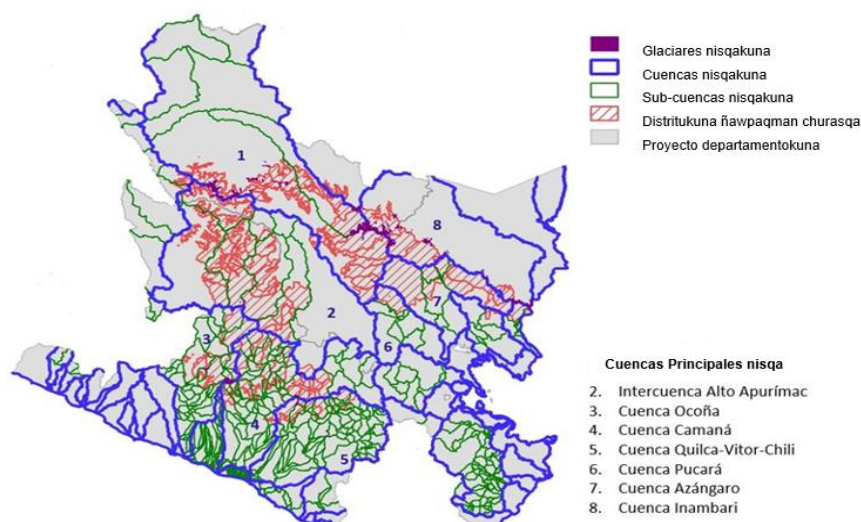 Glaciares nisqakuna
Cuencas nisqakuna
Sub-cuencas nisqakuna
Distritukuna ñawpaqman churasqa
Proyecto departamentokuna
1
8
7
2
3
6
4
5
Cuencas Principales nisqa
2. Intercuenca Alto Apurímac
3. Cuenca Ocoña
4. Cuenca Camaná
5. Cuenca Quilca-Vitor-Chili
6. Cuenca Pucará
7. Cuenca Azángaro
8. Cuenca Inambari